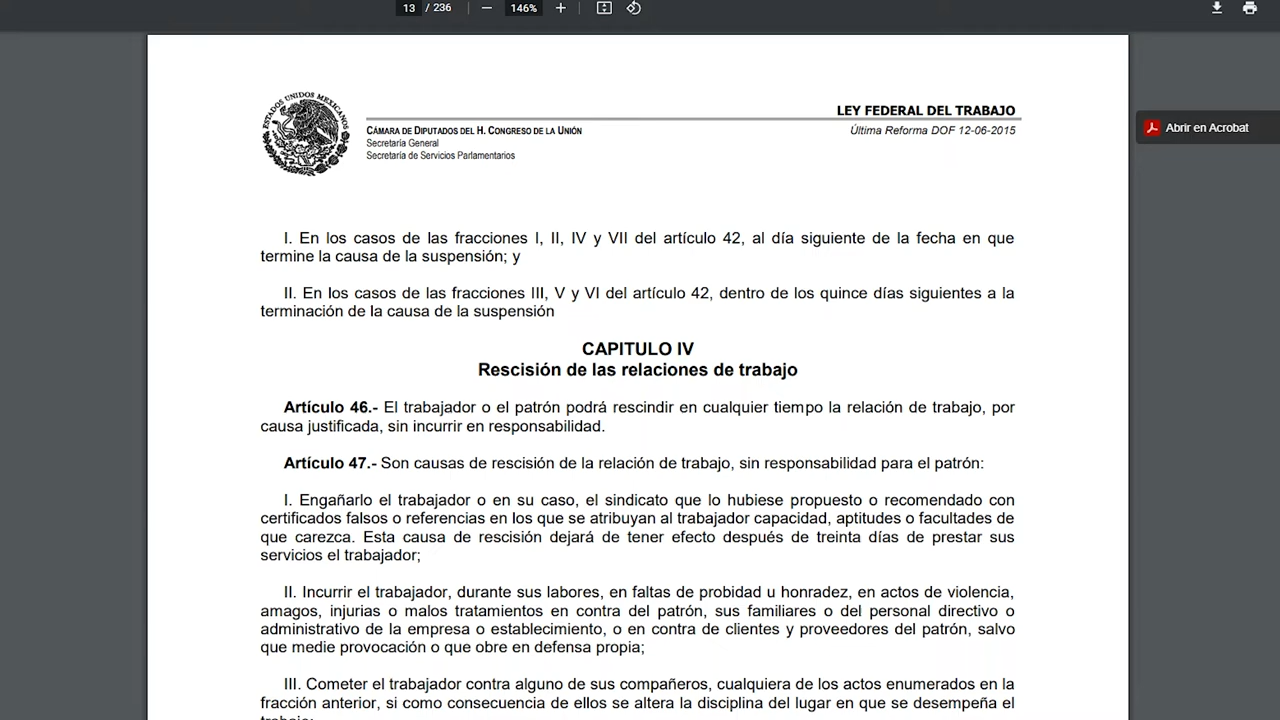 13 / 236
146%
ESTADOS UNIDOS MEXICANOS
LEY FEDERAL DEL TRABAJO
CÁMARA DE DIPUTADOS DEL H. CONGRESO DE LA UNIÓN
Última Reforma DOF 12-06-2015
Secretaría General
Secretaría de Servicios Parlamentarios
Abrir en Acrobat
I. En los casos de las fracciones I, II, IV y VII del artículo 42, al día siguiente de la fecha en que
termine la causa de la suspensión; y
II. En los casos de las fracciones III, V y VI del artículo 42, dentro de los quince días siguientes a la
terminación de la causa de la suspensión
CAPITULO IV
Rescisión de las relaciones de trabajo
Artículo 46.- El trabajador o el patrón podrá rescindir en cualquier tiempo la relación de trabajo, por
causa justificada, sin incurrir en responsabilidad.
Artículo 47.- Son causas de rescisión de la relación de trabajo, sin responsabilidad para el patrón:
I. Engañarlo el trabajador o en su caso, el sindicato que lo hubiese propuesto o recomendado con
certificados falsos o referencias en los que se atribuyan al trabajador capacidad, aptitudes o facultades de
que carezca. Esta causa de rescisión dejará de tener efecto después de treinta días de prestar sus
servicios el trabajador;
II. Incurrir el trabajador, durante sus labores, en faltas de probidad u honradez, en actos de violencia,
amagos, injurias o malos tratamientos en contra del patrón, sus familiares o del personal directivo o
administrativo de la empresa o establecimiento, o en contra de clientes y proveedores del patrón, salvo
que medie provocación o que obre en defensa propia;
III. Cometer el trabajador contra alguno de sus compañeros, cualquiera de los actos enumerados en la
fracción anterior, si como consecuencia de ellos se altera la disciplina del lugar en que se desempeña el
trabajo;